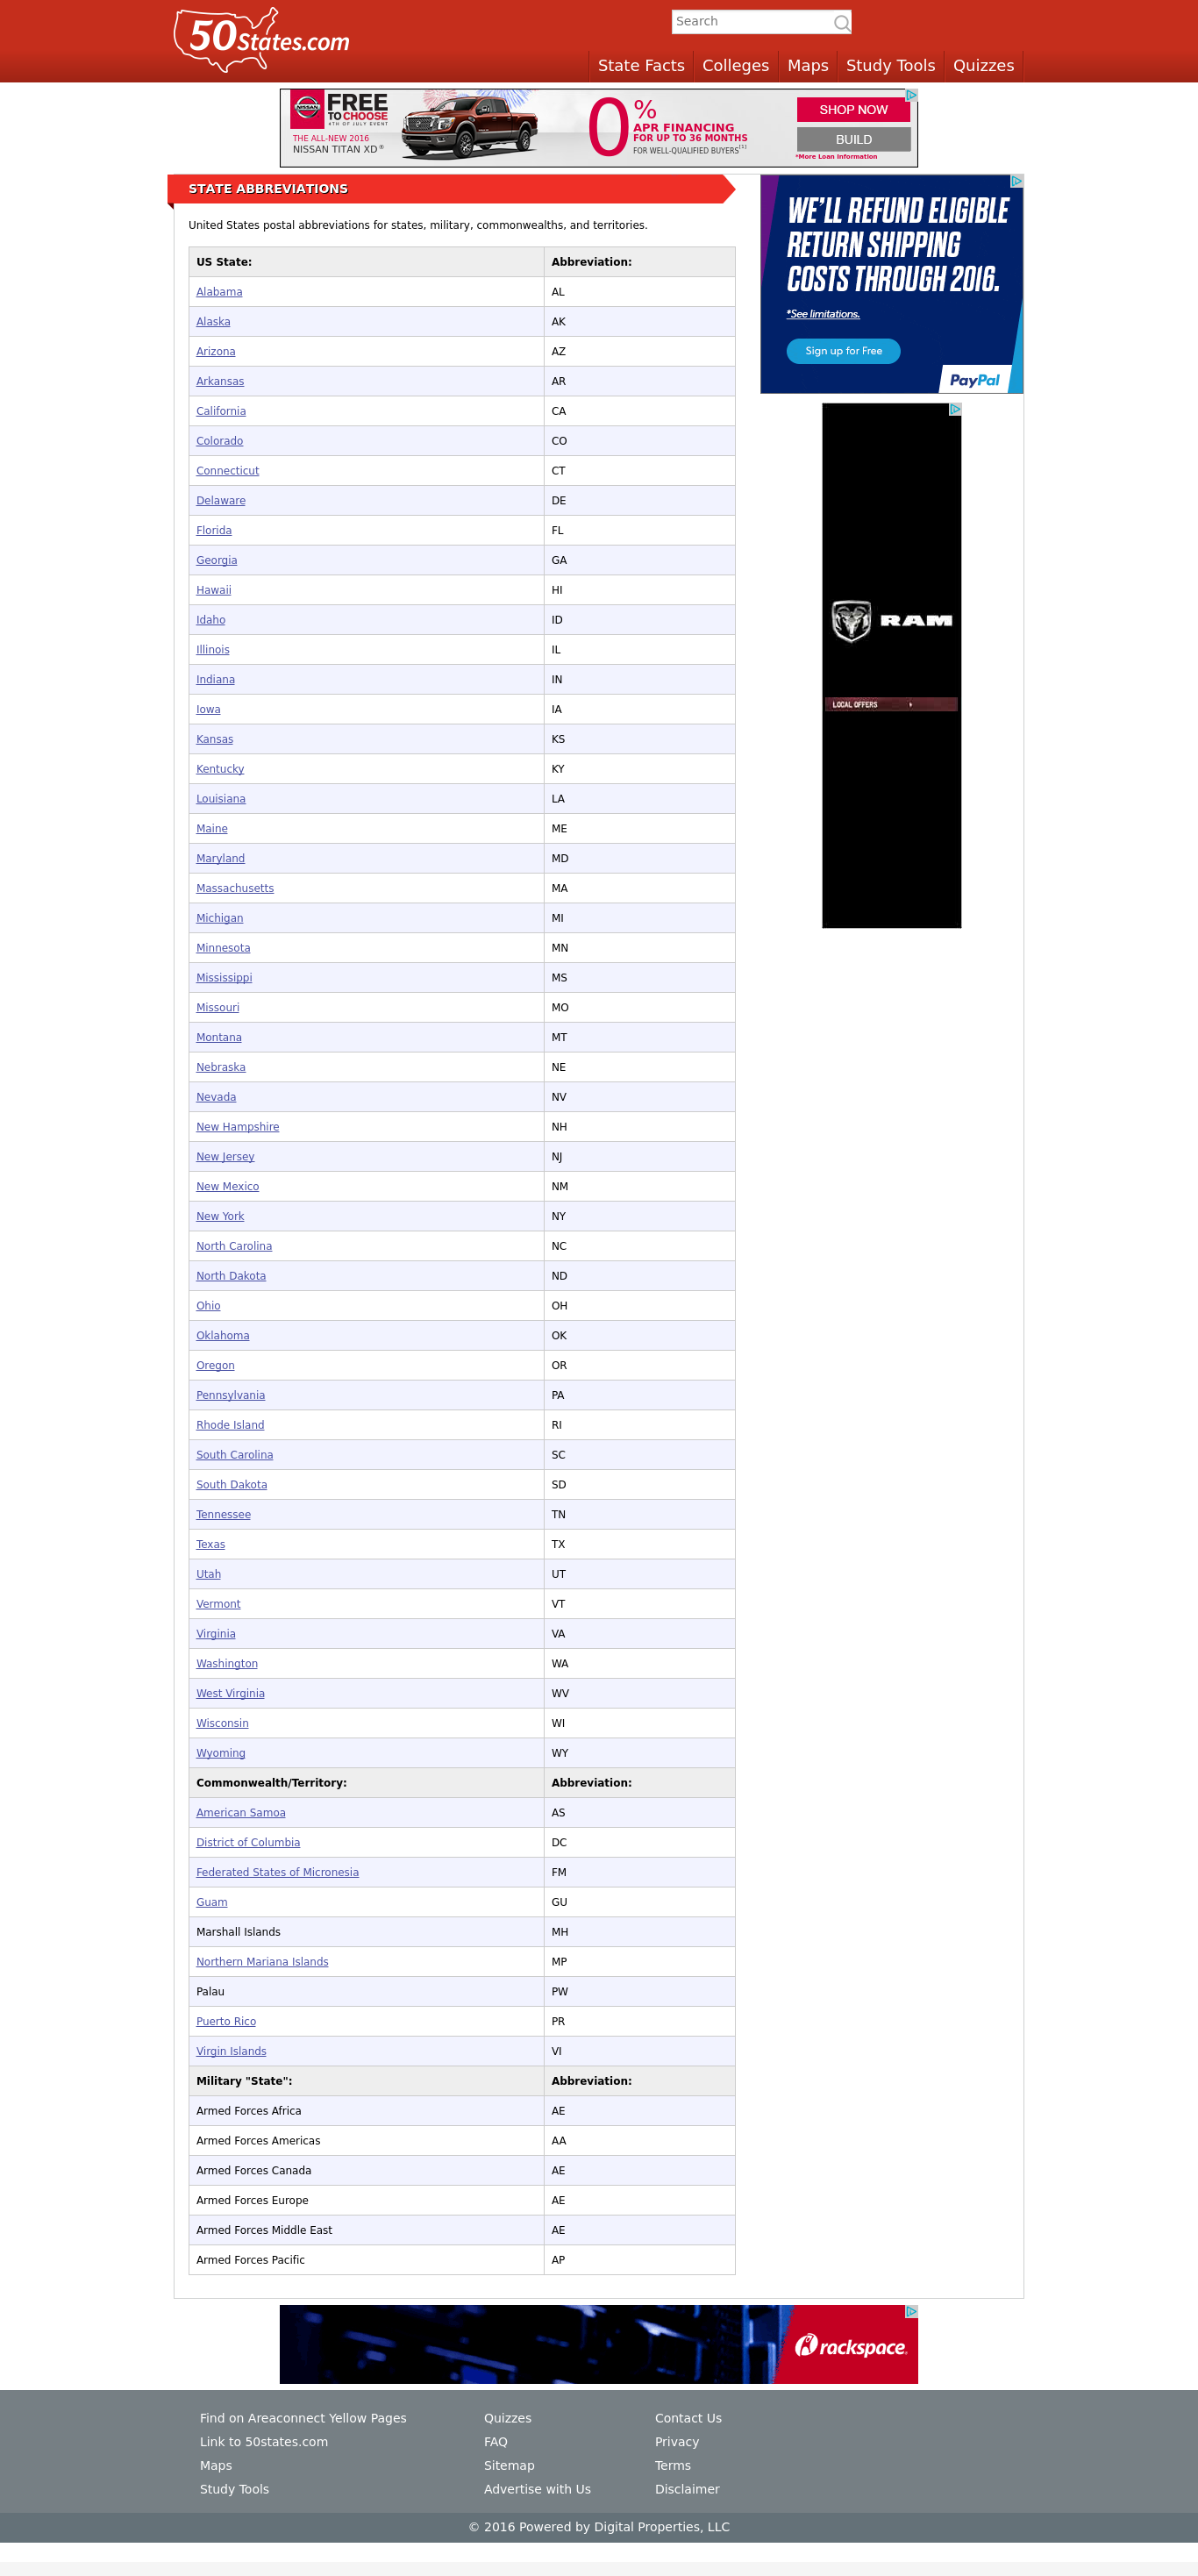 50states.com
Search
State Facts Colleges Maps Study Tools Quizzes
NISSAN
FREE TO CHOOSE
4TH OF JULY EVENT
THE ALL-NEW 2016
NISSAN TITAN XD®
0%
APR FINANCING
FOR UP TO 36 MONTHS
FOR WELL-QUALIFIED BUYERS[1]
SHOP NOW
BUILD
*More Loan Information
STATE ABBREVIATIONS
United States postal abbreviations for states, military, commonwealths, and territories.
US State: Abbreviation:
Alabama AL
Alaska AK
Arizona AZ
Arkansas AR
California CA
Colorado CO
Connecticut CT
Delaware DE
Florida FL
Georgia GA
Hawaii HI
Idaho ID
Illinois IL
Indiana IN
Iowa IA
Kansas KS
Kentucky KY
Louisiana LA
Maine ME
Maryland MD
Massachusetts MA
Michigan MI
Minnesota MN
Mississippi MS
Missouri MO
Montana MT
Nebraska NE
Nevada NV
New Hampshire NH
New Jersey NJ
New Mexico NM
New York NY
North Carolina NC
North Dakota ND
Ohio OH
Oklahoma OK
Oregon OR
Pennsylvania PA
Rhode Island RI
South Carolina SC
South Dakota SD
Tennessee TN
Texas TX
Utah UT
Vermont VT
Virginia VA
Washington WA
West Virginia WV
Wisconsin WI
Wyoming WY
Commonwealth/Territory: Abbreviation:
American Samoa AS
District of Columbia DC
Federated States of Micronesia FM
Guam GU
Marshall Islands MH
Northern Mariana Islands MP
Palau PW
Puerto Rico PR
Virgin Islands VI
Military "State": Abbreviation:
Armed Forces Africa AE
Armed Forces Americas AA
Armed Forces Canada AE
Armed Forces Europe AE
Armed Forces Middle East AE
Armed Forces Pacific AP
WE'LL REFUND ELIGIBLE
RETURN SHIPPING
COSTS THROUGH 2016.
*See limitations.
Sign up for Free
PayPal
RAM
LOCAL OFFERS
rackspace.
Find on Areaconnect Yellow Pages Quizzes Contact Us
Link to 50states.com FAQ Privacy
Maps Sitemap Terms
Study Tools Advertise with Us Disclaimer
© 2016 Powered by Digital Properties, LLC